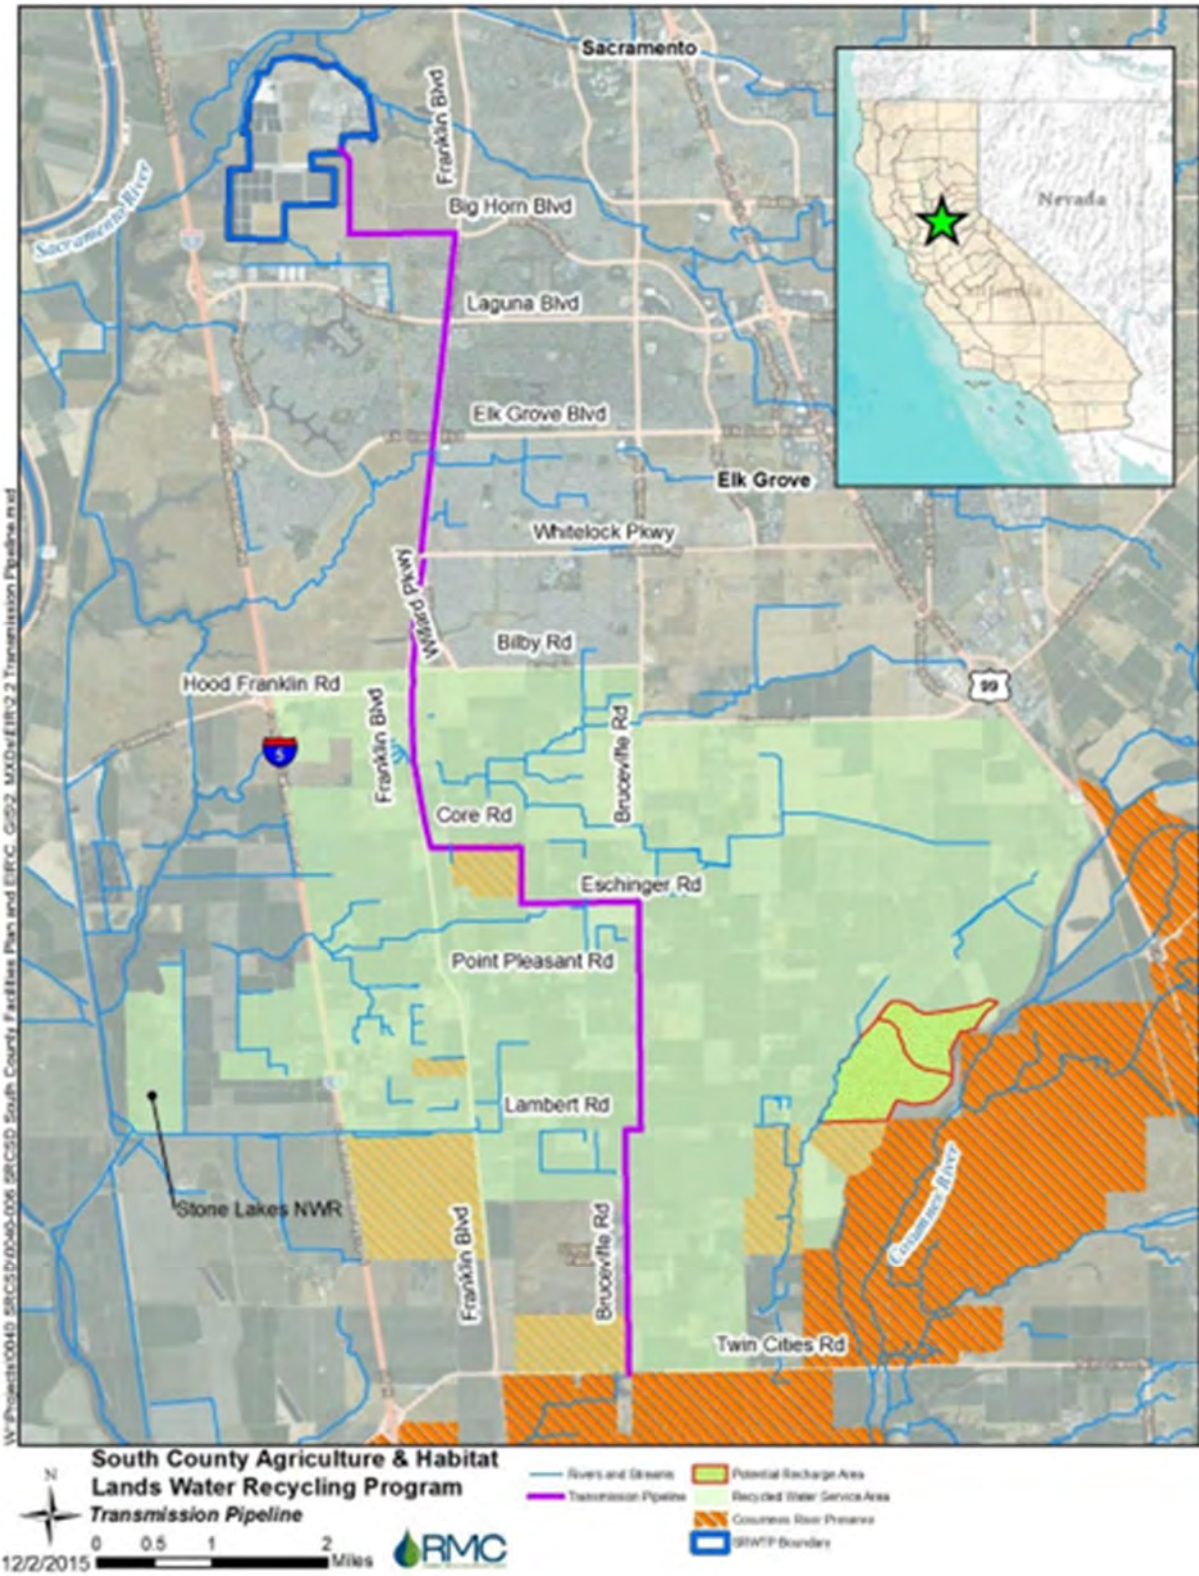 Sacramento
Franklin Blvd
Big Horn Blvd
Nevada
Sacramento River
Laguna Blvd
Elk Grove Blvd
Elk Grove
Whitelock Pkwy
Willard Pkwy
Bilby Rd
Hood Franklin Rd
99
Franklin Blvd
Bruceville Rd
5
Core Rd
Eschinger Rd
Point Pleasant Rd
Lambert Rd
Stone Lakes NWR
Cosumnes River
Franklin Blvd
Bruceville Rd
Twin Cities Rd
South County Agriculture & Habitat
Lands Water Recycling Program
Transmission Pipeline
N
0 0.5 1 2
Miles
12/2/2015
RMC
Rivers and Streams
Transmission Pipeline
Potential Recharge Area
Recycled Water Service Area
Cosumnes River Preserve
SRWTP Boundary